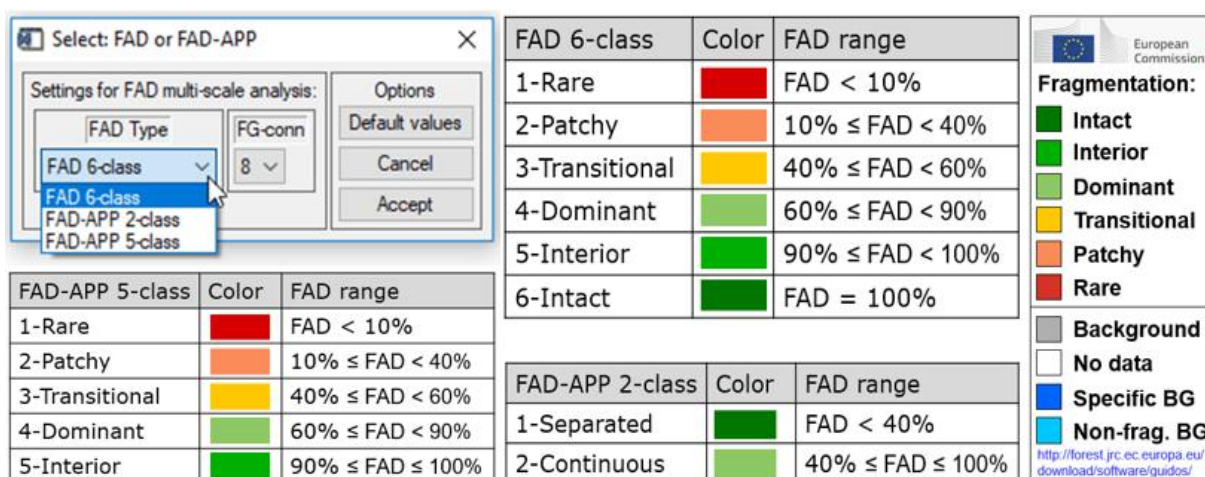 Select: FAD or FAD-APP
Settings for FAD multi-scale analysis:
FAD Type
FG-conn
FAD 6-class
8
FAD 6-class
FAD-APP 2-class
FAD-APP 5-class
Options
Default values
Cancel
Accept
FAD-APP 5-class Color FAD range
1-Rare FAD < 10%
2-Patchy 10% ≤ FAD < 40%
3-Transitional 40% ≤ FAD < 60%
4-Dominant 60% ≤ FAD < 90%
5-Interior 90% ≤ FAD ≤ 100%
FAD 6-class Color FAD range
1-Rare FAD < 10%
2-Patchy 10% ≤ FAD < 40%
3-Transitional 40% ≤ FAD < 60%
4-Dominant 60% ≤ FAD < 90%
5-Interior 90% ≤ FAD < 100%
6-Intact FAD = 100%
FAD-APP 2-class Color FAD range
1-Separated FAD < 40%
2-Continuous 40% ≤ FAD ≤ 100%
European
Commission
Fragmentation:
Intact
Interior
Dominant
Transitional
Patchy
Rare
Background
No data
Specific BG
Non-frag. BG
http://forest.jrc.ec.europa.eu/
download/software/guidos/